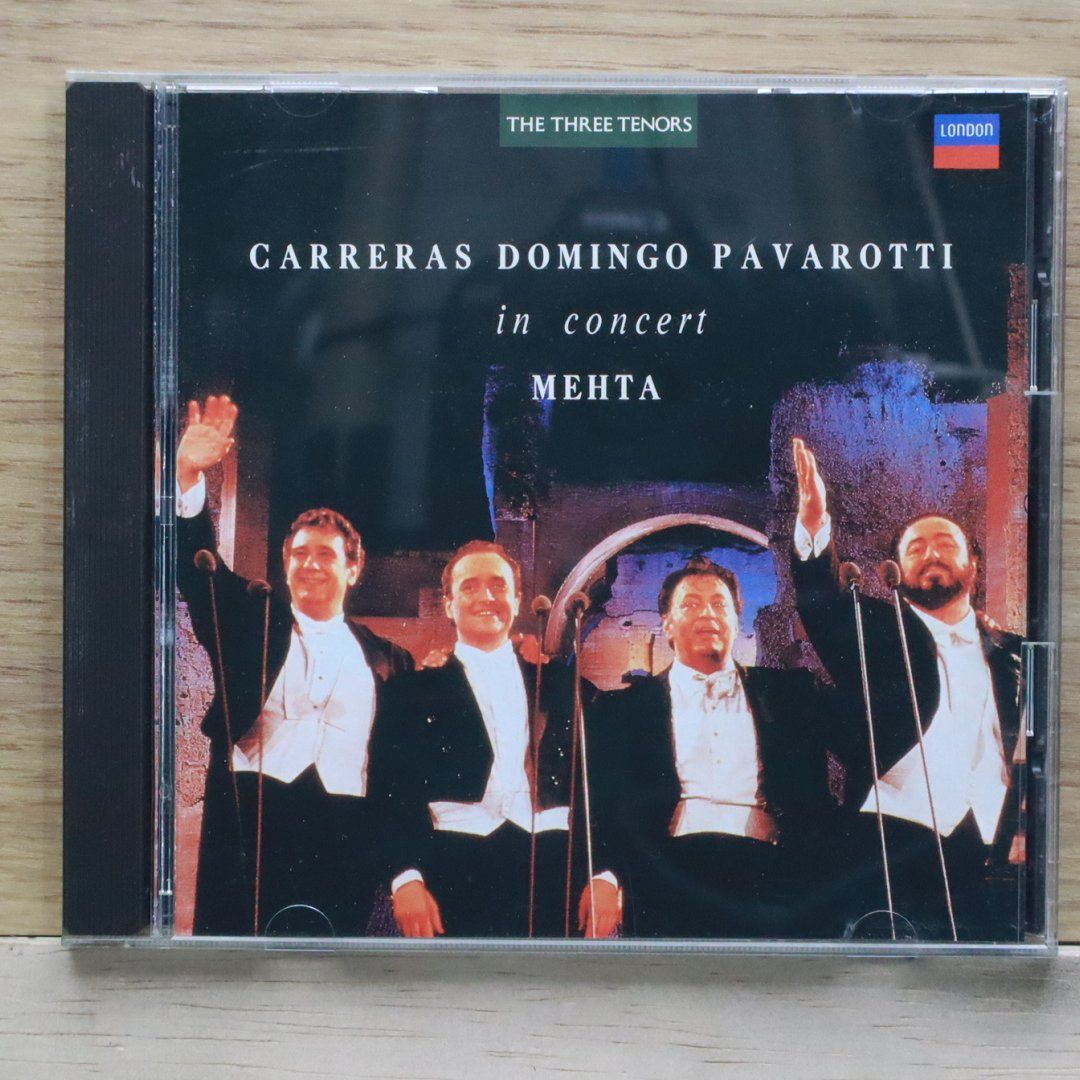 THE THREE TENORS
LONDON
CARRERAS DOMINGO PAVAROTTI
in concert
MEHTA